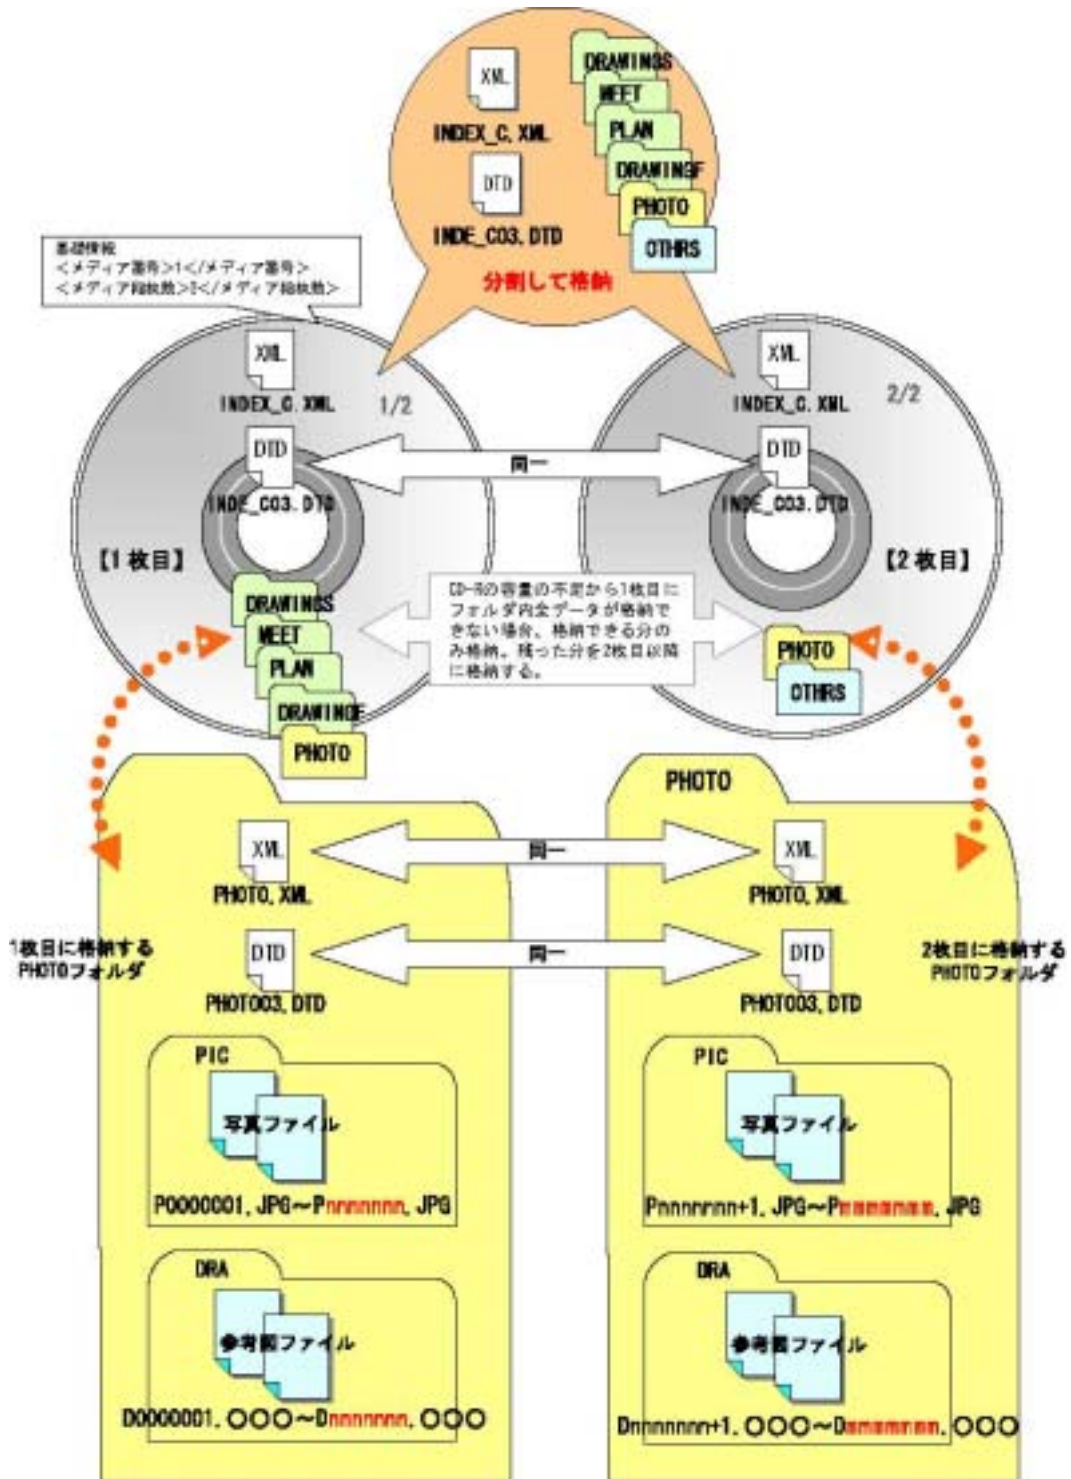 XML
INDEX_C.XML
DTD
INDE_C03.DTD
DRAWINGS
MEET
PLAN
DRAWINGF
PHOTO
OTHRS
分割して格納
基礎情報
<メディア番号>1</メディア番号>
<メディア総枚数>2</メディア総枚数>
XML
INDEX_C.XML
1/2
DTD
INDE_C03.DTD
【1枚目】
DRAWINGS
MEET
PLAN
DRAWINGF
PHOTO
同一
XML
INDEX_C.XML
2/2
DTD
INDE_C03.DTD
【2枚目】
PHOTO
OTHRS
CD-Rの容量の不足から1枚目に
フォルダ内全データが格納で
きない場合、格納できる分の
み格納。残った分を2枚目以降
に格納する。
PHOTO
XML
PHOTO.XML
同一
XML
PHOTO.XML
1枚目に格納する
PHOTOフォルダ
DTD
PHOTO03.DTD
同一
DTD
PHOTO03.DTD
2枚目に格納する
PHOTOフォルダ
PIC
写真ファイル
P0000001.JPG～Pnnnnnnn.JPG
PIC
写真ファイル
Pnnnnnnn+1.JPG～Pmmmmmmm.JPG
DRA
参考図ファイル
D0000001.○○○～Dnnnnnnn.○○○
DRA
参考図ファイル
Dnnnnnnn+1.○○○～Dmmmmmmm.○○○